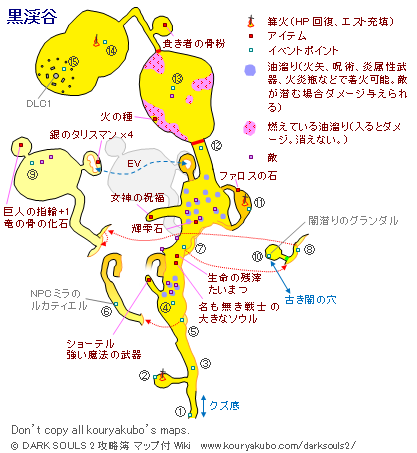 黒渓谷
篝火(HP回復、エスト充填)
アイテム
イベントポイント
油溜り(火矢、呪術、炎属性武
器、火炎瓶などで着火可能。敵
が潜む場合ダメージ与えられ
る)
燃えている油溜り(入るとダメ
ージ。消えない。)
敵
⑭
⑮
DLC1
貪き者の骨粉
⑬
火の種
銀のタリスマン×4
⑫
EV
⑨
ファロスの石
女神の祝福
⑪
巨人の指輪+1
竜の骨の化石
輝雫石
闇潜りのグランダル
⑦
⑧
⑩
生命の残滓
たいまつ
古き闇の穴
NPCミラの
ルカティエル
名も無き戦士の
大きなソウル
④
⑥
⑤
ショーテル
強い魔法の武器
③
②
クズ底
①
Don't copy all kouryakubo's maps.
© DARK SOULS 2 攻略簿 マップ付 Wiki www.kouryakubo.com/darksouls2/